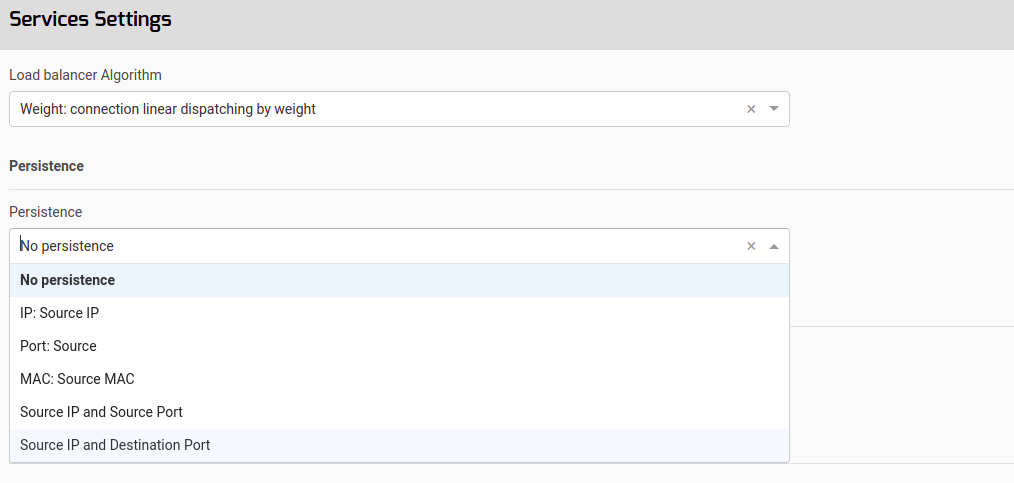 Services Settings
Load balancer Algorithm
Weight: connection linear dispatching by weight
Persistence
Persistence
No persistence
No persistence
IP: Source IP
Port: Source
MAC: Source MAC
Source IP and Source Port
Source IP and Destination Port